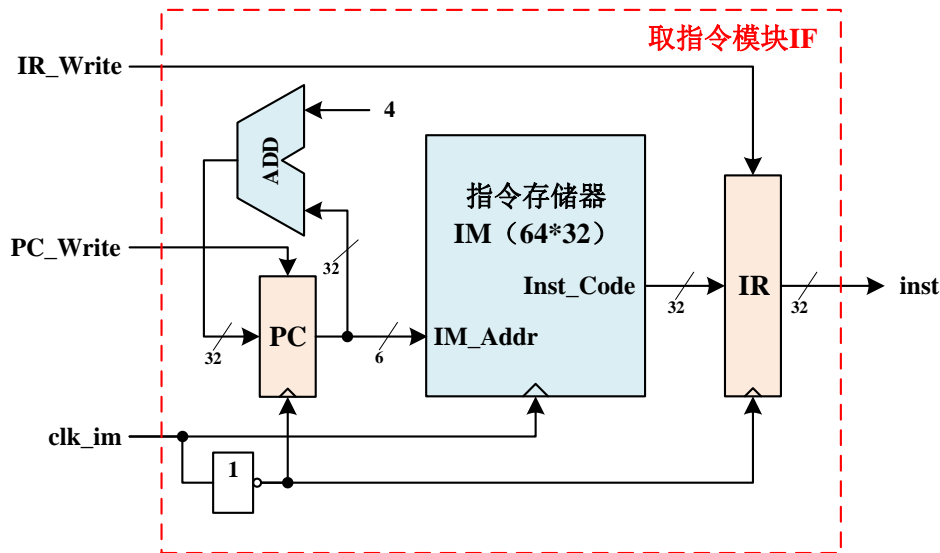 取指令模块IF
IR_Write
4
ADD
指令存储器
IM（64*32）
PC_Write
32
Inst_Code
32
IR
32
inst
32
PC
6
IM_Addr
clk_im
1